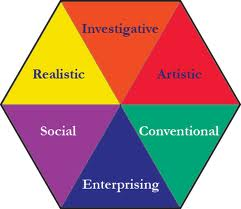 Investigative
Realistic
Artistic
Social
Conventional
Enterprising